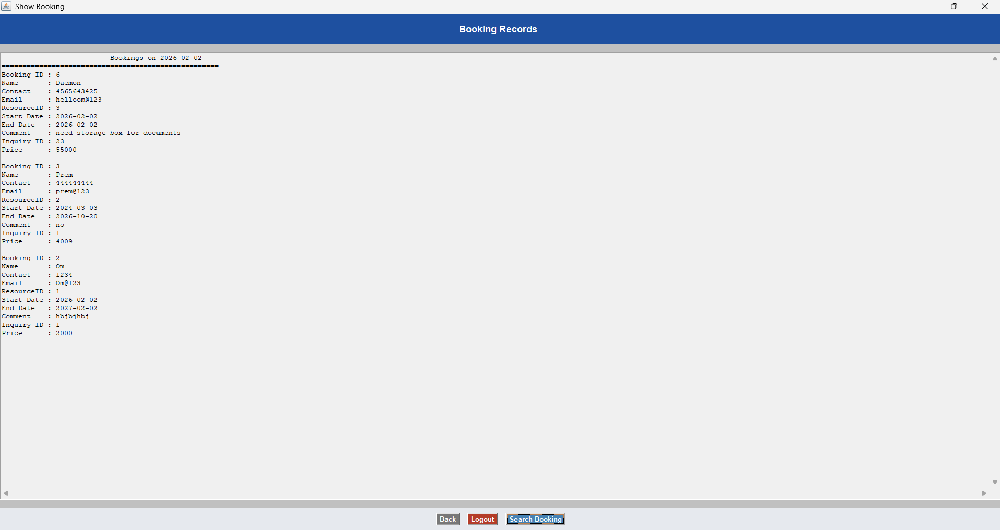 Show Booking
Booking Records
------------------------- Bookings on 2026-02-02 --------------------
====================================================
Booking ID : 6
Name       : Daemon
Contact    : 4565643425
Email      : helloom@123
ResourceID : 3
Start Date : 2026-02-02
End Date   : 2026-02-02
Comment    : need storage box for documents
Inquiry ID : 23
Price      : 55000
====================================================
Booking ID : 3
Name       : Prem
Contact    : 444444444
Email      : prem@123
ResourceID : 2
Start Date : 2024-03-03
End Date   : 2026-10-20
Comment    : no
Inquiry ID : 1
Price      : 4009
====================================================
Booking ID : 2
Name       : Om
Contact    : 1234
Email      : Om@123
ResourceID : 1
Start Date : 2026-02-02
End Date   : 2027-02-02
Comment    : hbjbjhbj
Inquiry ID : 1
Price      : 2000
Back Logout Search Booking